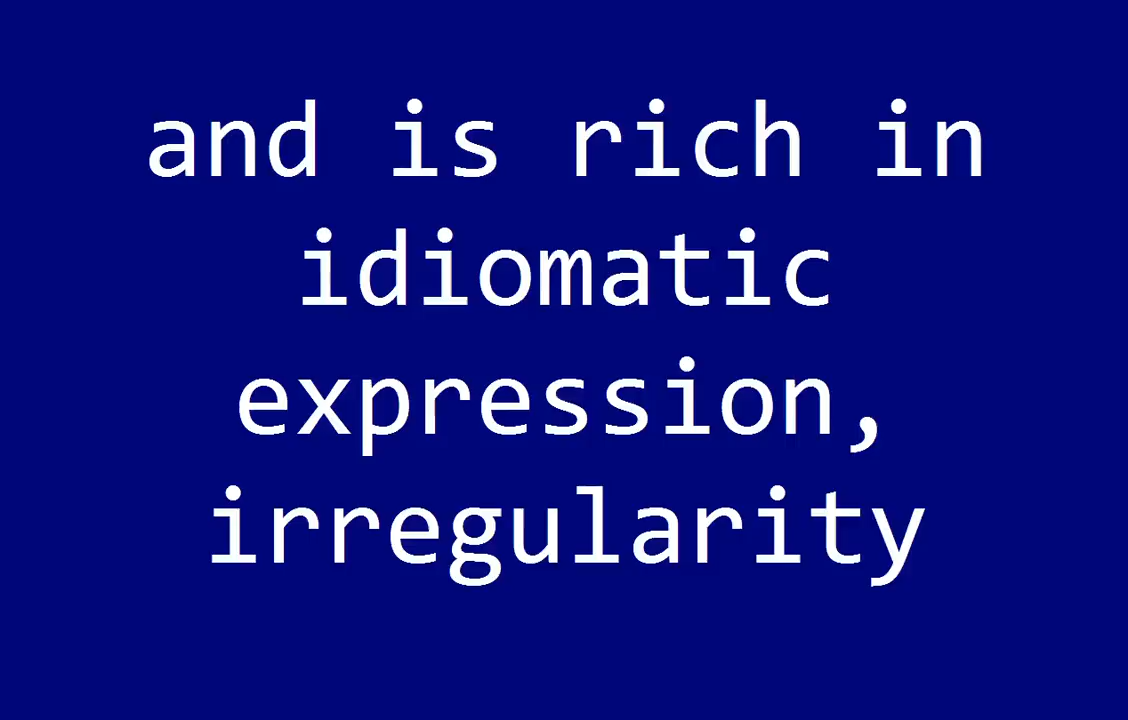 and is rich in
idiomatic
expression,
irregularity